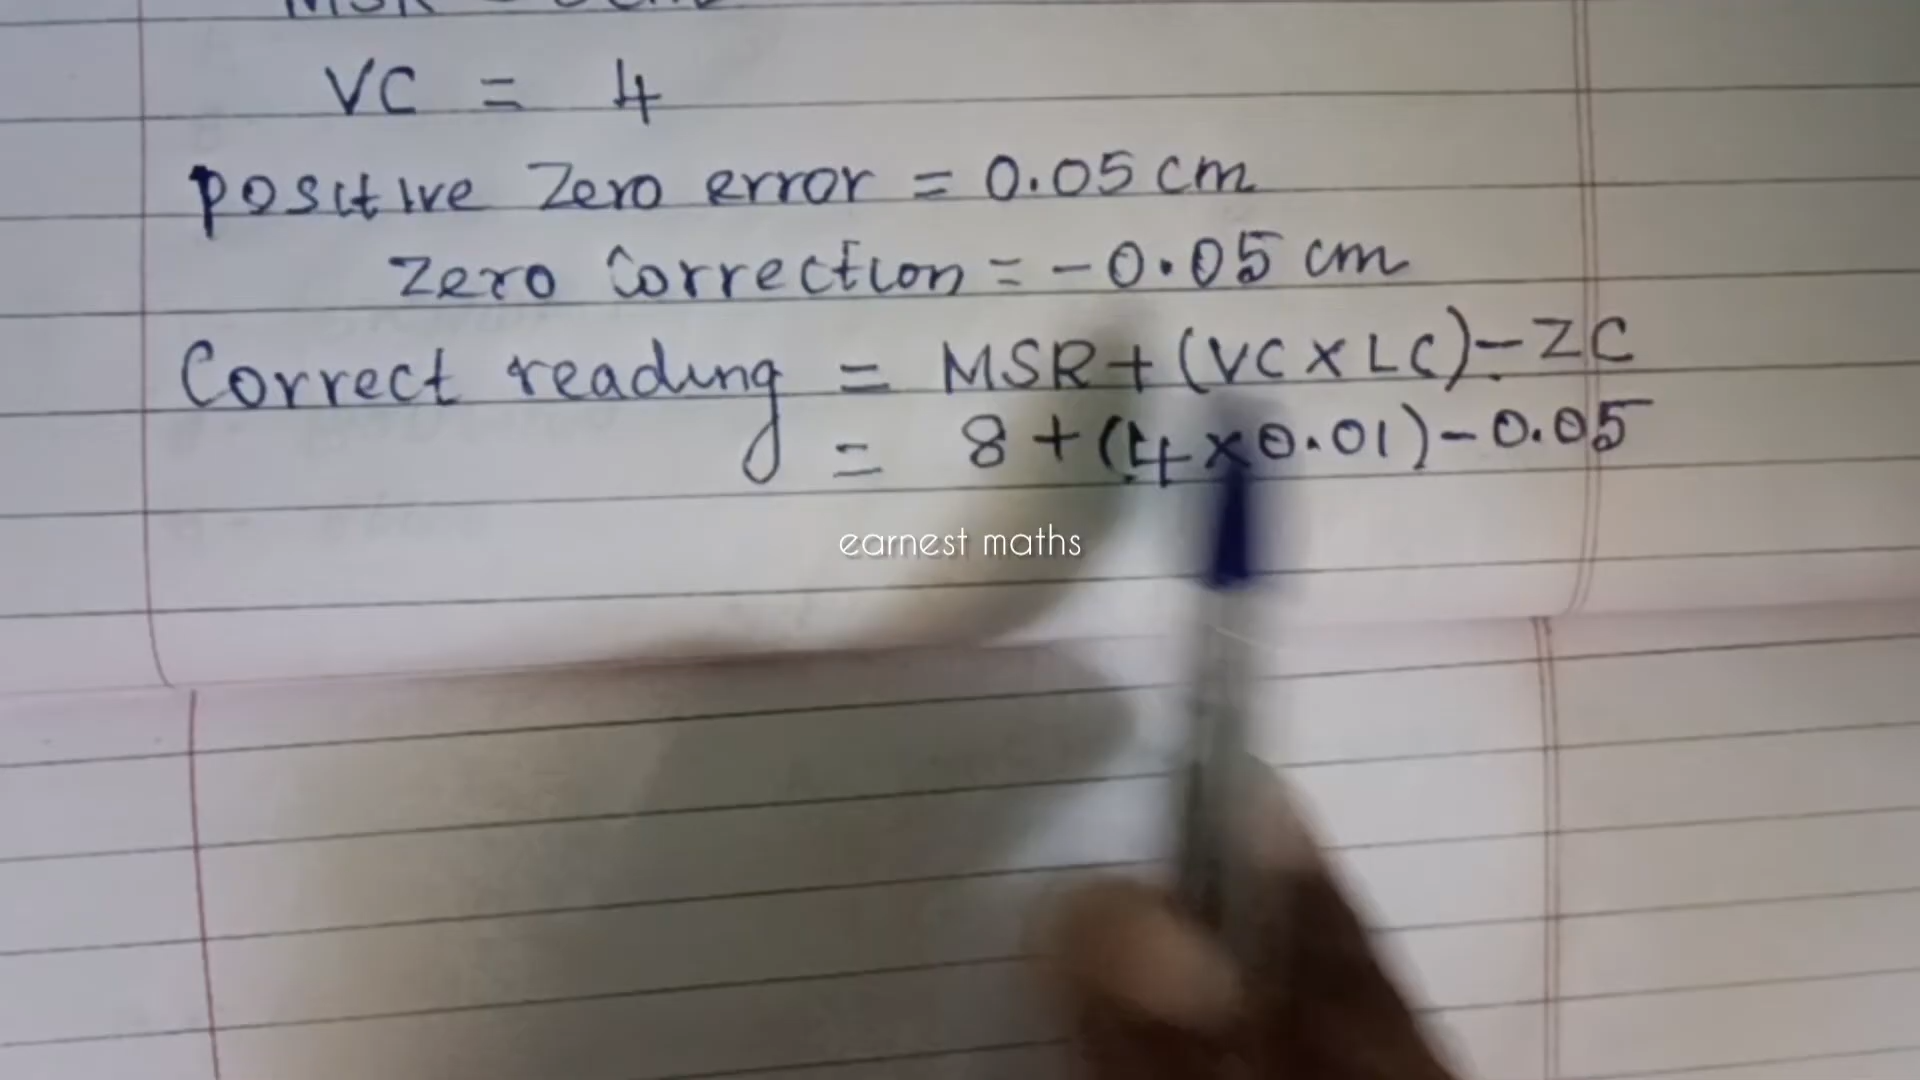 VC = 4
positive Zero error = 0.05 cm
Zero Correction = -0.05 cm
Correct reading = MSR + (VC X LC) - ZC
= 8 + (4 × 0.01) - 0.05
earnest maths